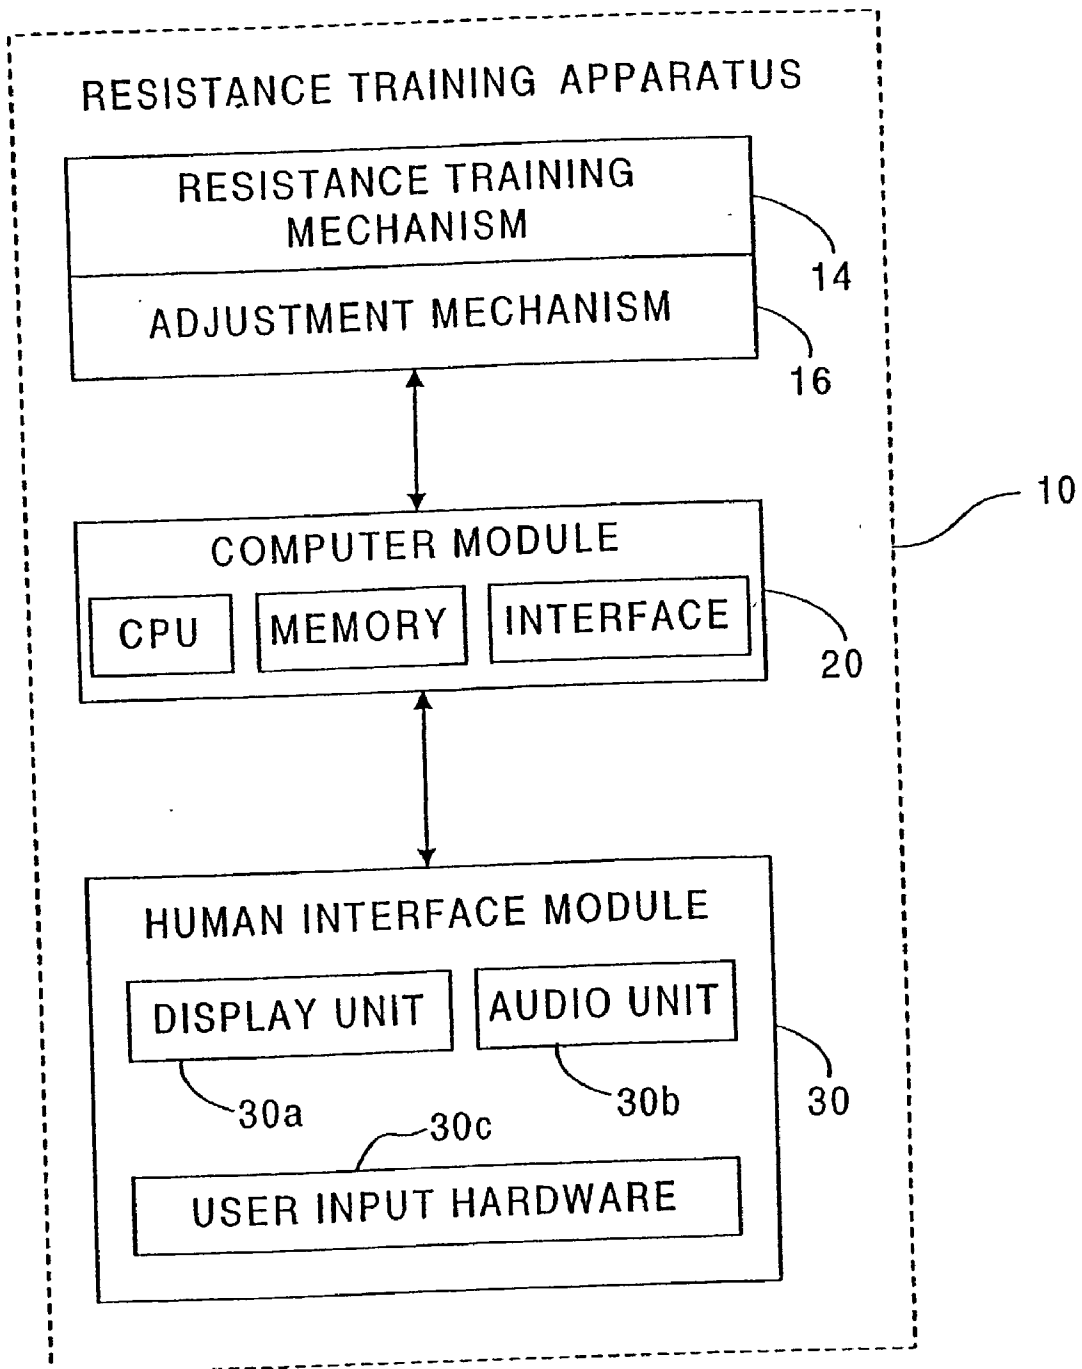 RESISTANCE TRAINING APPARATUS
RESISTANCE TRAINING
MECHANISM
14
ADJUSTMENT MECHANISM
16
10
COMPUTER MODULE
CPU
MEMORY
INTERFACE
20
HUMAN INTERFACE MODULE
DISPLAY UNIT
AUDIO UNIT
30a
30b
30
30c
USER INPUT HARDWARE